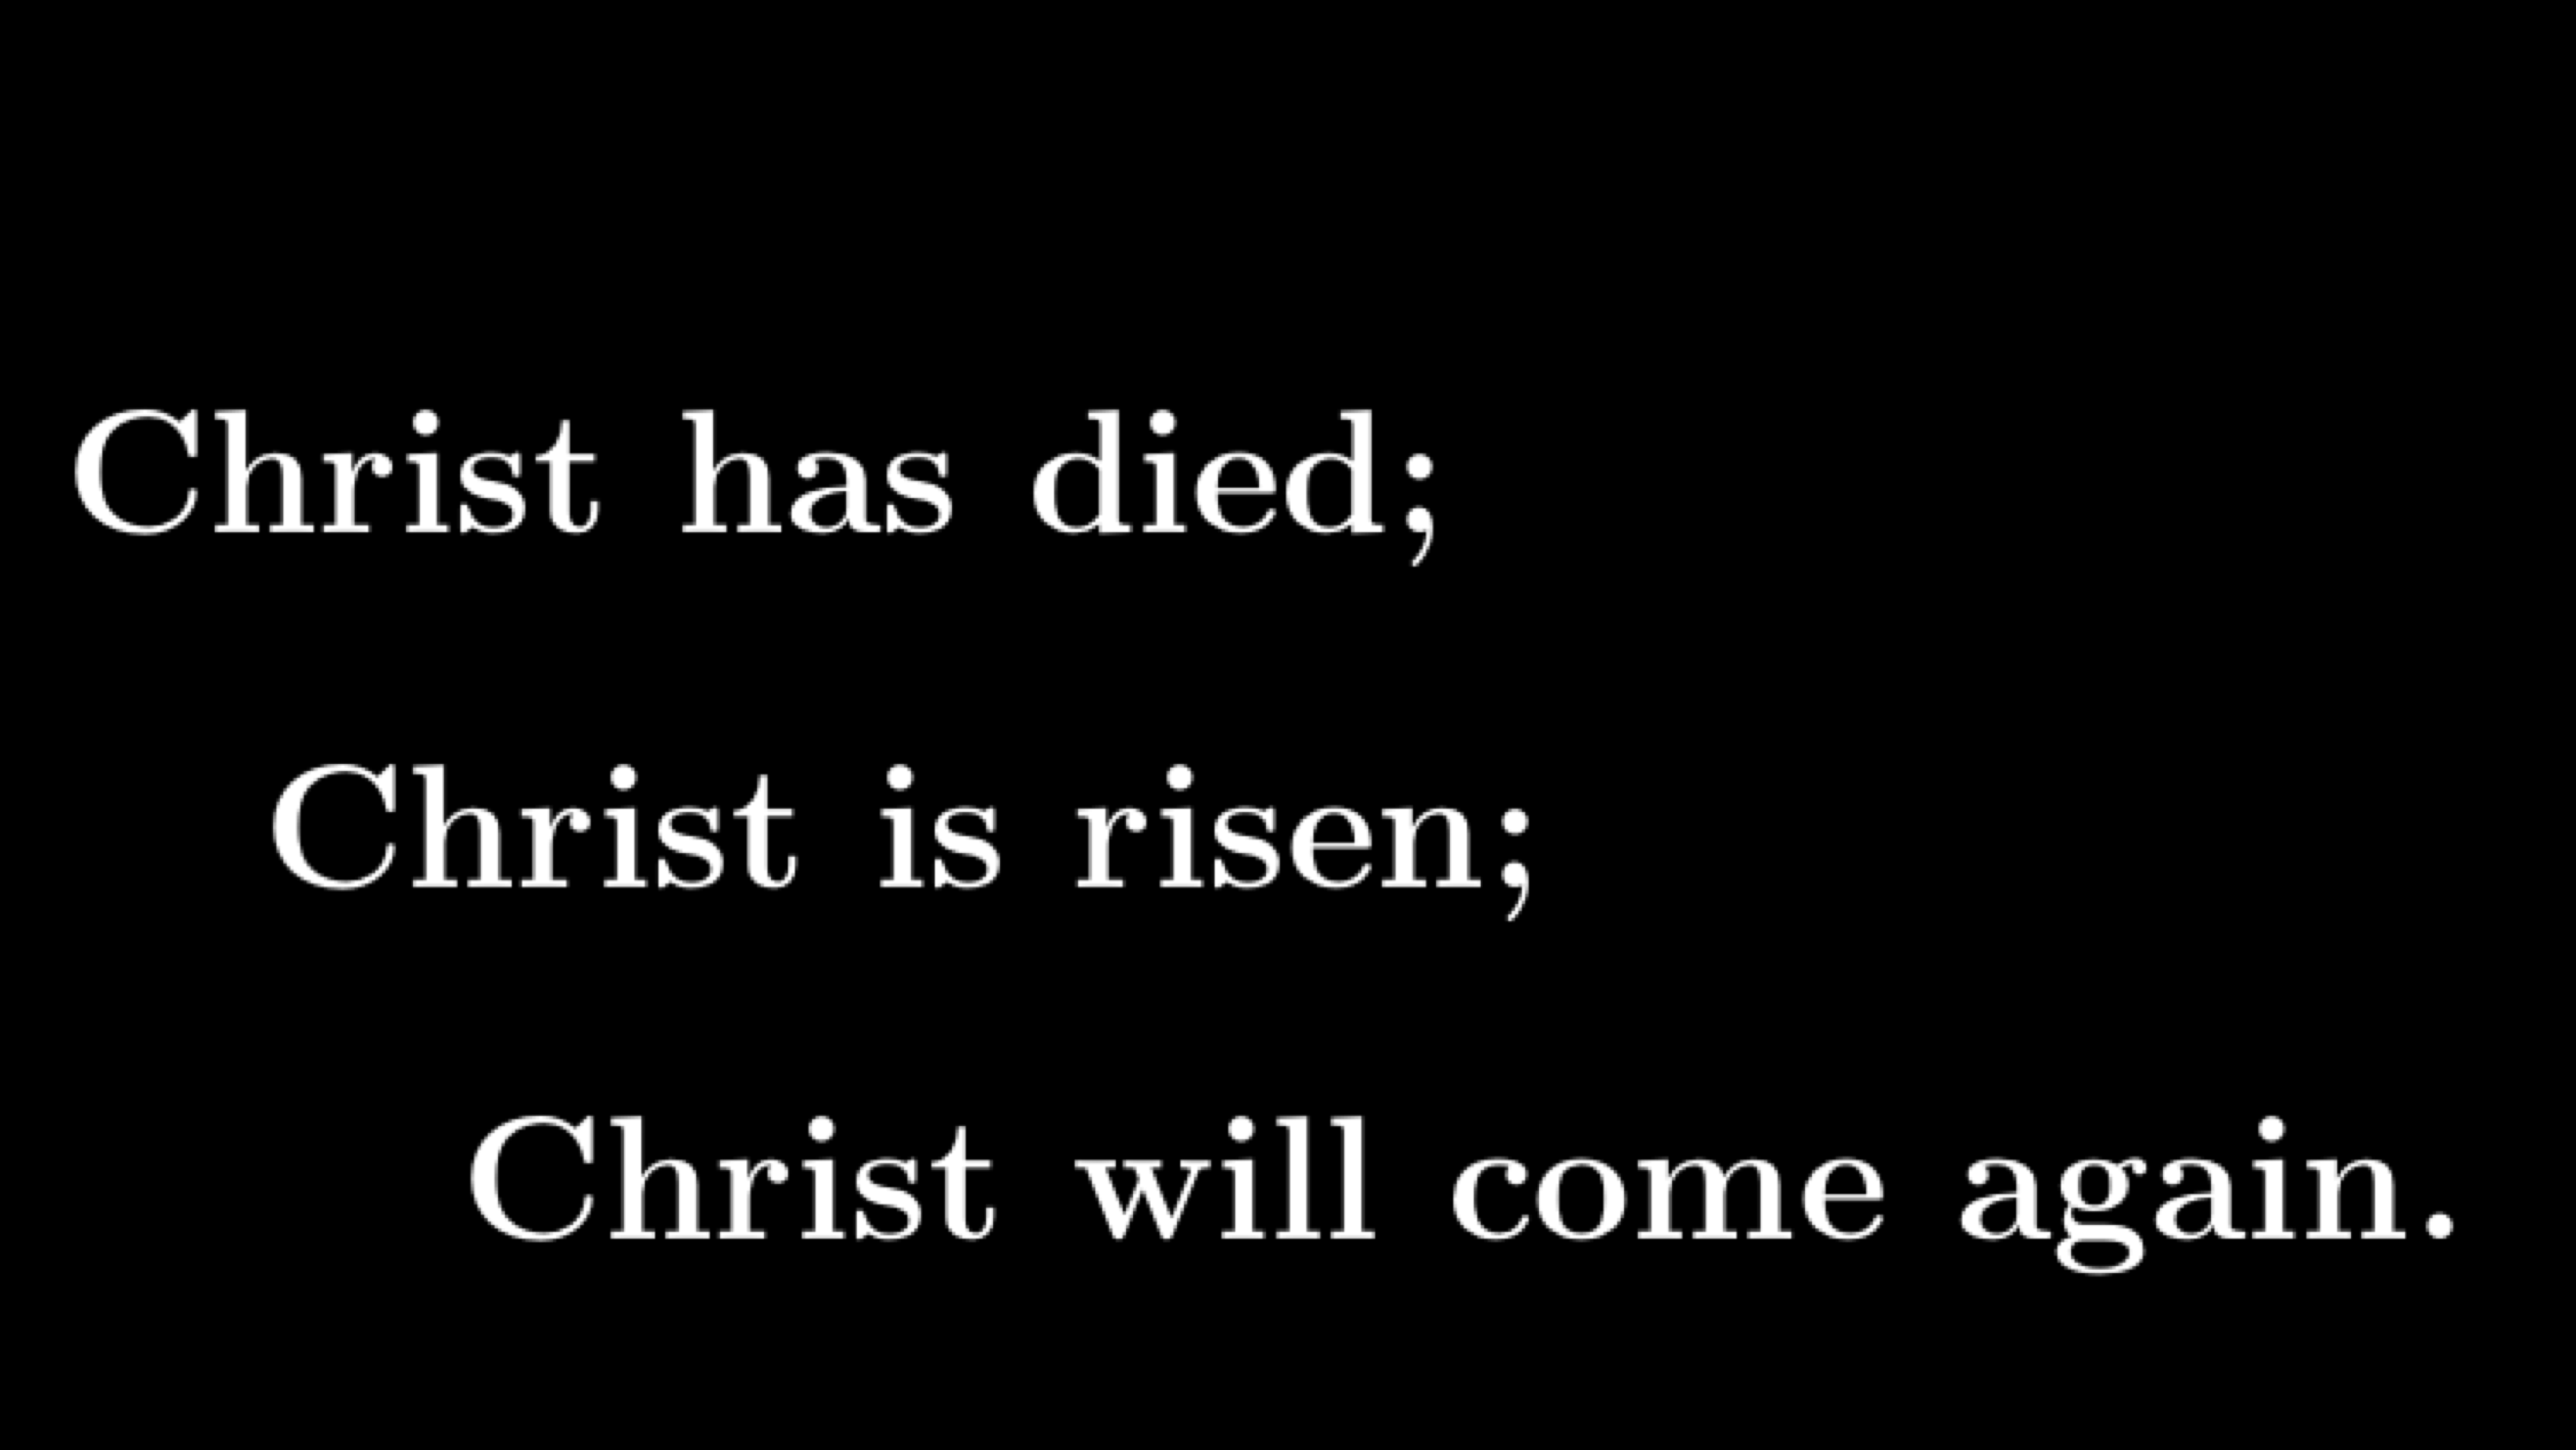 Christ has died;
Christ is risen;
Christ will come again.